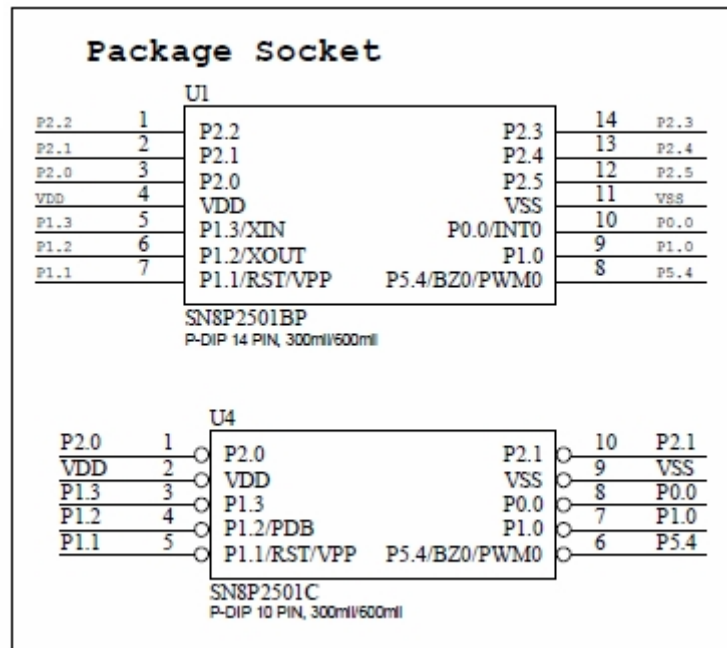 Package Socket
U1
P2.2 1 P2.2 P2.3 14 P2.3
P2.1 2 P2.1 P2.4 13 P2.4
P2.0 3 P2.0 P2.5 12 P2.5
VDD 4 VDD VSS 11 VSS
P1.3 5 P1.3/XIN P0.0/INT0 10 P0.0
P1.2 6 P1.2/XOUT P1.0 9 P1.0
P1.1 7 P1.1/RST/VPP P5.4/BZ0/PWM0 8 P5.4
SN8P2501BP
P-DIP 14 PIN, 300mil/600mil
U4
P2.0 1 P2.0 P2.1 10 P2.1
VDD 2 VDD VSS 9 VSS
P1.3 3 P1.3 P0.0 8 P0.0
P1.2 4 P1.2/PDB P1.0 7 P1.0
P1.1 5 P1.1/RST/VPP P5.4/BZ0/PWM0 6 P5.4
SN8P2501C
P-DIP 10 PIN, 300mil/600mil